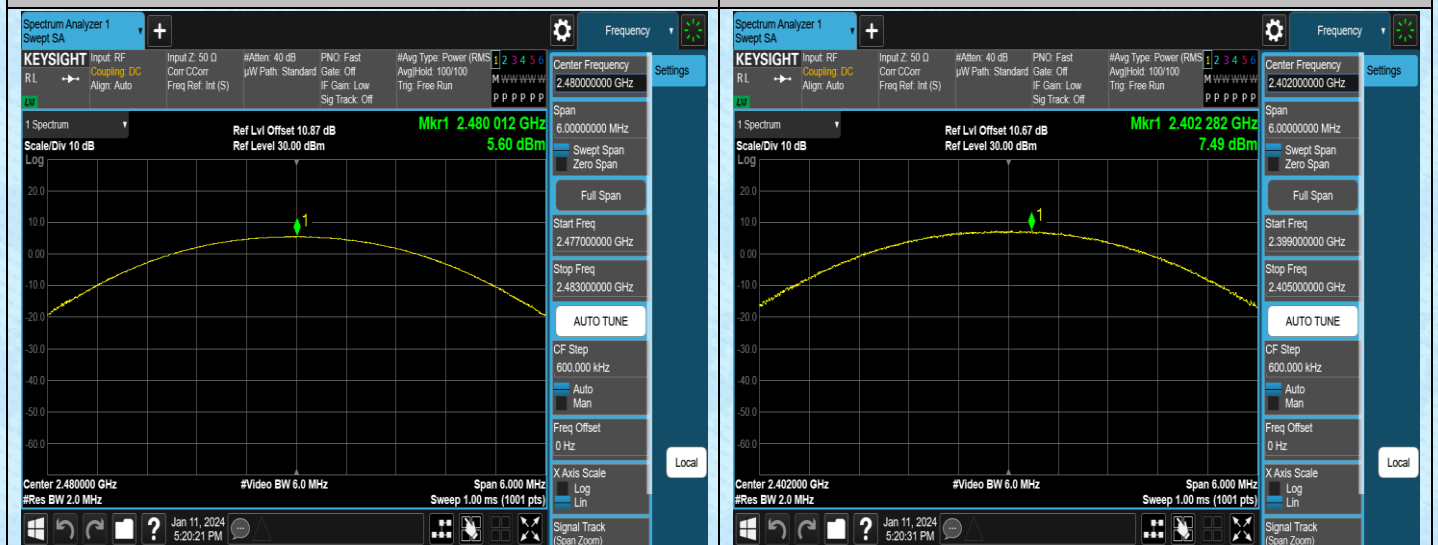 Spectrum Analyzer 1
Swept SA
Frequency
KEYSIGHT
Input: RF
Coupling: DC
Align: Auto
Input Z: 50 Ω
Corr CCorr
Freq Ref: Int (S)
#Atten: 40 dB
µW Path: Standard
PNO: Fast
Gate: Off
IF Gain: Low
Sig Track: Off
#Avg Type: Power (RMS
Avg|Hold: 100/100
Trig: Free Run
1 2 3 4 5 6
M W W W W W
P P P P P P
R L
LXI
1 Spectrum
Scale/Div 10 dB
Log
Ref Lvl Offset 10.87 dB
Ref Level 30.00 dBm
Mkr1 2.480 012 GHz
5.60 dBm
20.0
10.0
0.00
-10.0
-20.0
-30.0
-40.0
-50.0
-60.0
1
Center 2.480000 GHz
#Res BW 2.0 MHz
#Video BW 6.0 MHz
Span 6.000 MHz
Sweep 1.00 ms (1001 pts)
Jan 11, 2024
5:20:21 PM
Center Frequency
2.480000000 GHz
Settings
Span
6.00000000 MHz
Swept Span
Zero Span
Full Span
Start Freq
2.477000000 GHz
Stop Freq
2.483000000 GHz
AUTO TUNE
CF Step
600.000 kHz
Auto
Man
Freq Offset
0 Hz
X Axis Scale
Log
Lin
Local
Signal Track
(Span Zoom)
Spectrum Analyzer 1
Swept SA
Frequency
KEYSIGHT
Input: RF
Coupling: DC
Align: Auto
Input Z: 50 Ω
Corr CCorr
Freq Ref: Int (S)
#Atten: 40 dB
µW Path: Standard
PNO: Fast
Gate: Off
IF Gain: Low
Sig Track: Off
#Avg Type: Power (RMS
Avg|Hold: 100/100
Trig: Free Run
1 2 3 4 5 6
M W W W W W
P P P P P P
R L
LXI
1 Spectrum
Scale/Div 10 dB
Log
Ref Lvl Offset 10.67 dB
Ref Level 30.00 dBm
Mkr1 2.402 282 GHz
7.49 dBm
20.0
10.0
0.00
-10.0
-20.0
-30.0
-40.0
-50.0
-60.0
1
Center 2.402000 GHz
#Res BW 2.0 MHz
#Video BW 6.0 MHz
Span 6.000 MHz
Sweep 1.00 ms (1001 pts)
Jan 11, 2024
5:20:31 PM
Center Frequency
2.402000000 GHz
Settings
Span
6.00000000 MHz
Swept Span
Zero Span
Full Span
Start Freq
2.399000000 GHz
Stop Freq
2.405000000 GHz
AUTO TUNE
CF Step
600.000 kHz
Auto
Man
Freq Offset
0 Hz
X Axis Scale
Log
Lin
Local
Signal Track
(Span Zoom)